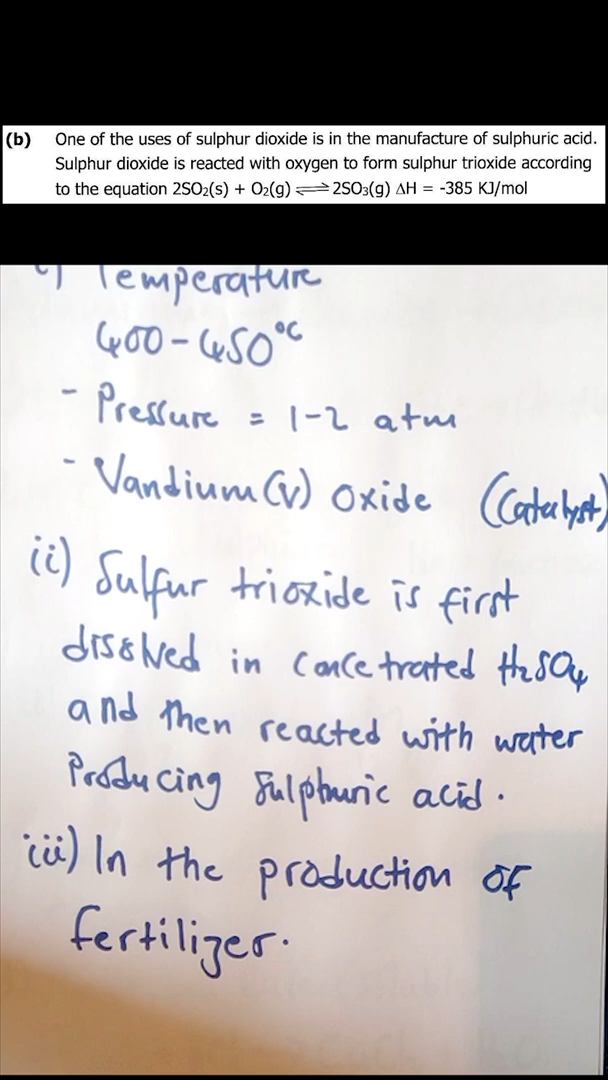 (b) One of the uses of sulphur dioxide is in the manufacture of sulphuric acid.
Sulphur dioxide is reacted with oxygen to form sulphur trioxide according
to the equation 2SO₂(s) + O₂(g) ⇌ 2SO₃(g) ΔH = -385 KJ/mol
i) Temperature
400-450°C
- Pressure = 1-2 atm
- Vandium(V) Oxide (Catalyst)
ii) Sulfur trioxide is first
dissolved in concetrated H₂SO₄
and then reacted with water
Producing Sulphuric acid.
iii) In the production of
fertilizer.